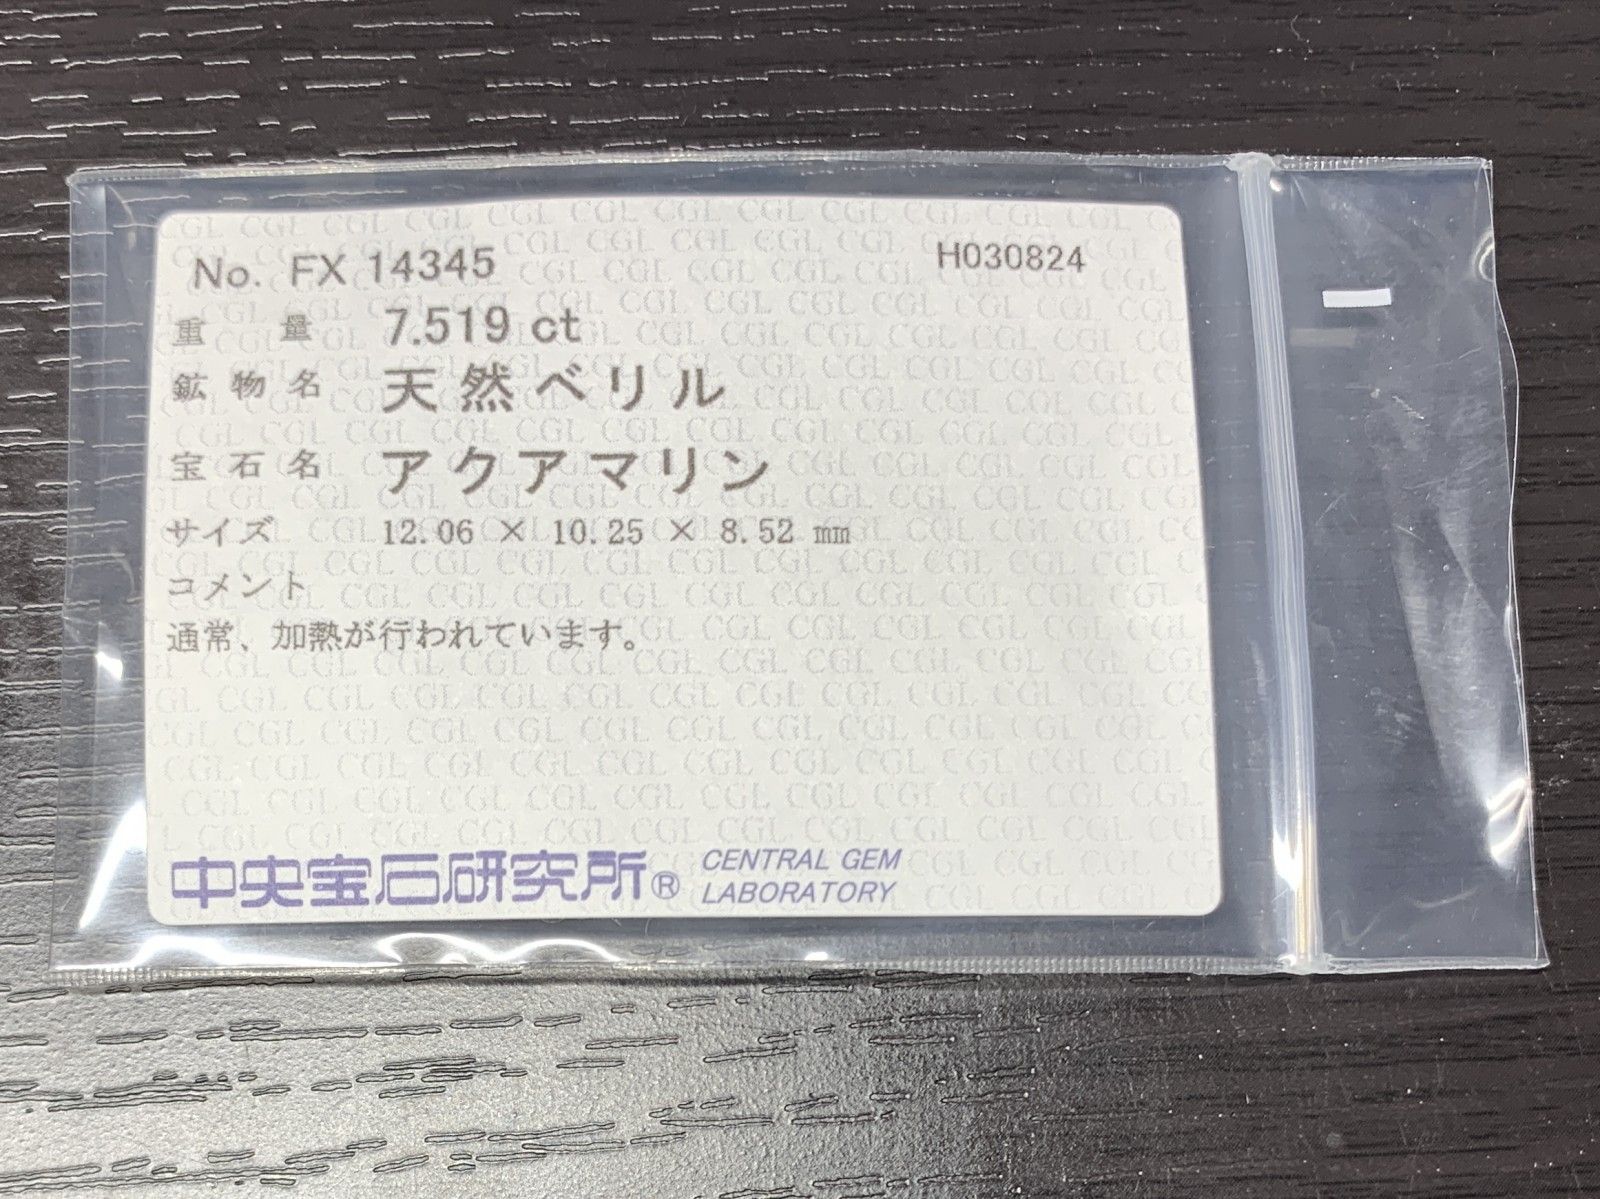 No. FX 14345 H030824
重量 7.519 ct
鉱物名 天然ベリル
宝石名 アクアマリン
サイズ 12.06 × 10.25 × 8.52 ㎜
コメント
通常、加熱が行われています。
中央宝石研究所® CENTRAL GEM
LABORATORY